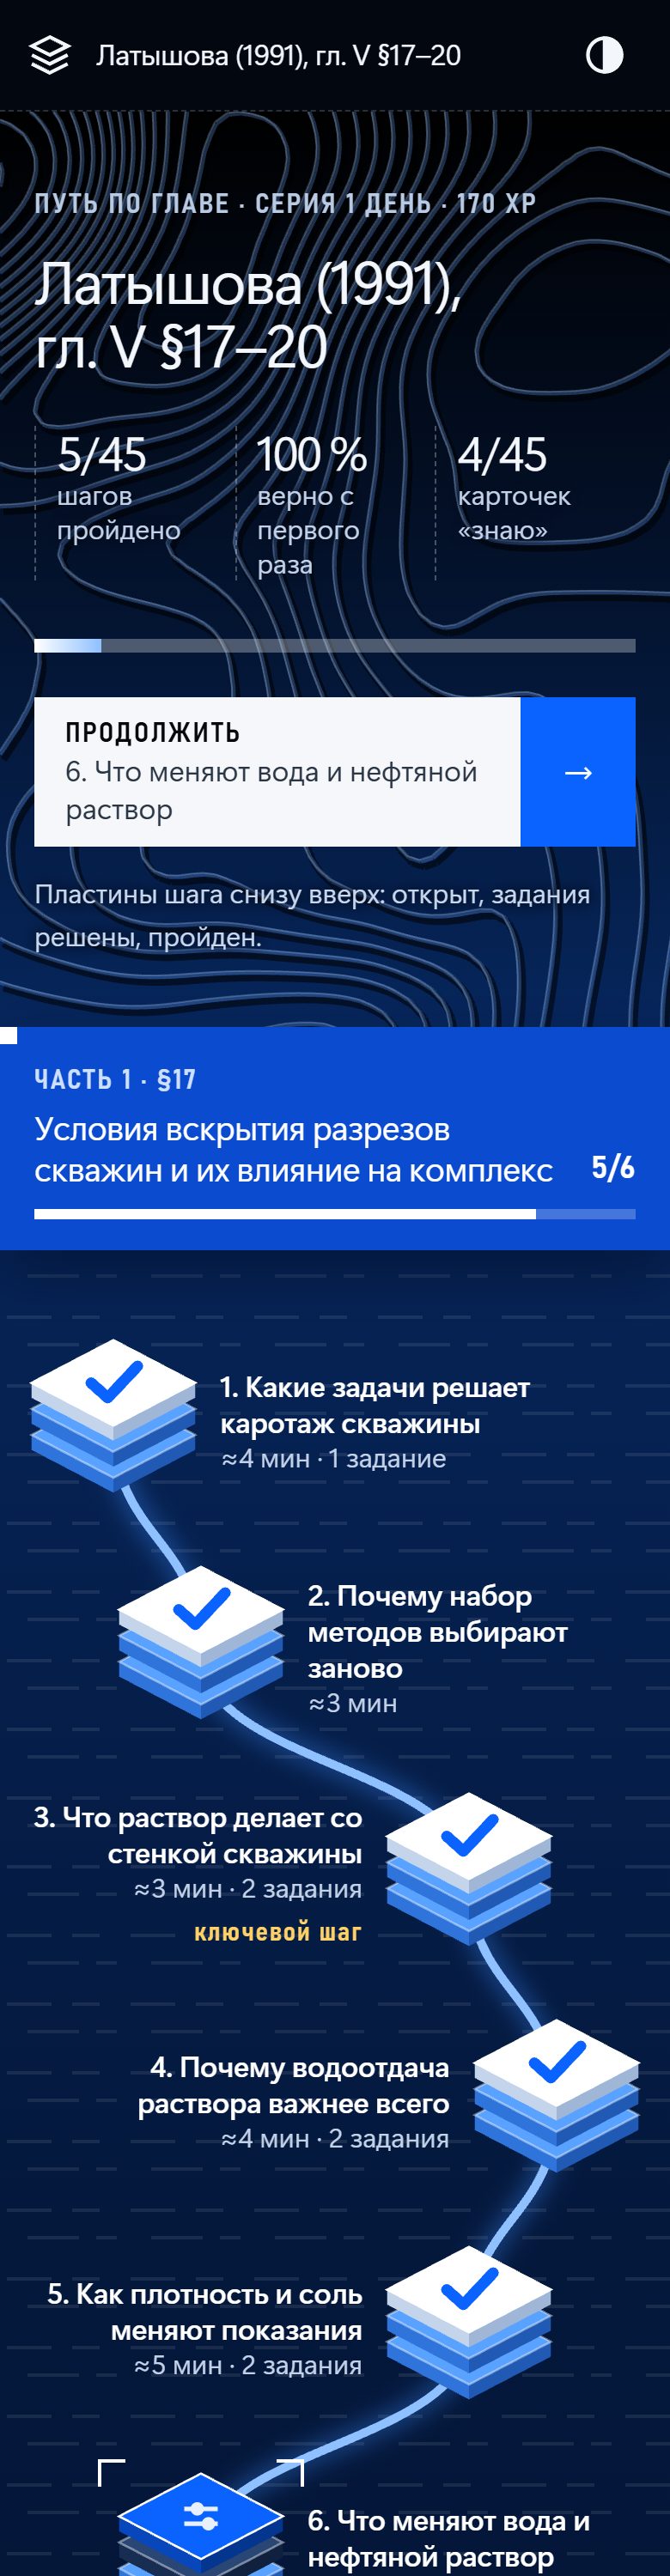 Латышова (1991), гл. V §17–20
ПУТЬ ПО ГЛАВЕ · СЕРИЯ 1 ДЕНЬ · 170 XP
Латышова (1991),
гл. V §17–20
5/45
шагов
пройдено
100 %
верно с
первого
раза
4/45
карточек
«знаю»
ПРОДОЛЖИТЬ
6. Что меняют вода и нефтяной
раствор
→
Пластины шага снизу вверх: открыт, задания
решены, пройден.
ЧАСТЬ 1 · §17
Условия вскрытия разрезов
скважин и их влияние на комплекс
5/6
1. Какие задачи решает
каротаж скважины
≈4 мин · 1 задание
2. Почему набор
методов выбирают
заново
≈3 мин
3. Что раствор делает со
стенкой скважины
≈3 мин · 2 задания
ключевой шаг
4. Почему водоотдача
раствора важнее всего
≈4 мин · 2 задания
5. Как плотность и соль
меняют показания
≈5 мин · 2 задания
6. Что меняют вода и
нефтяной раствор